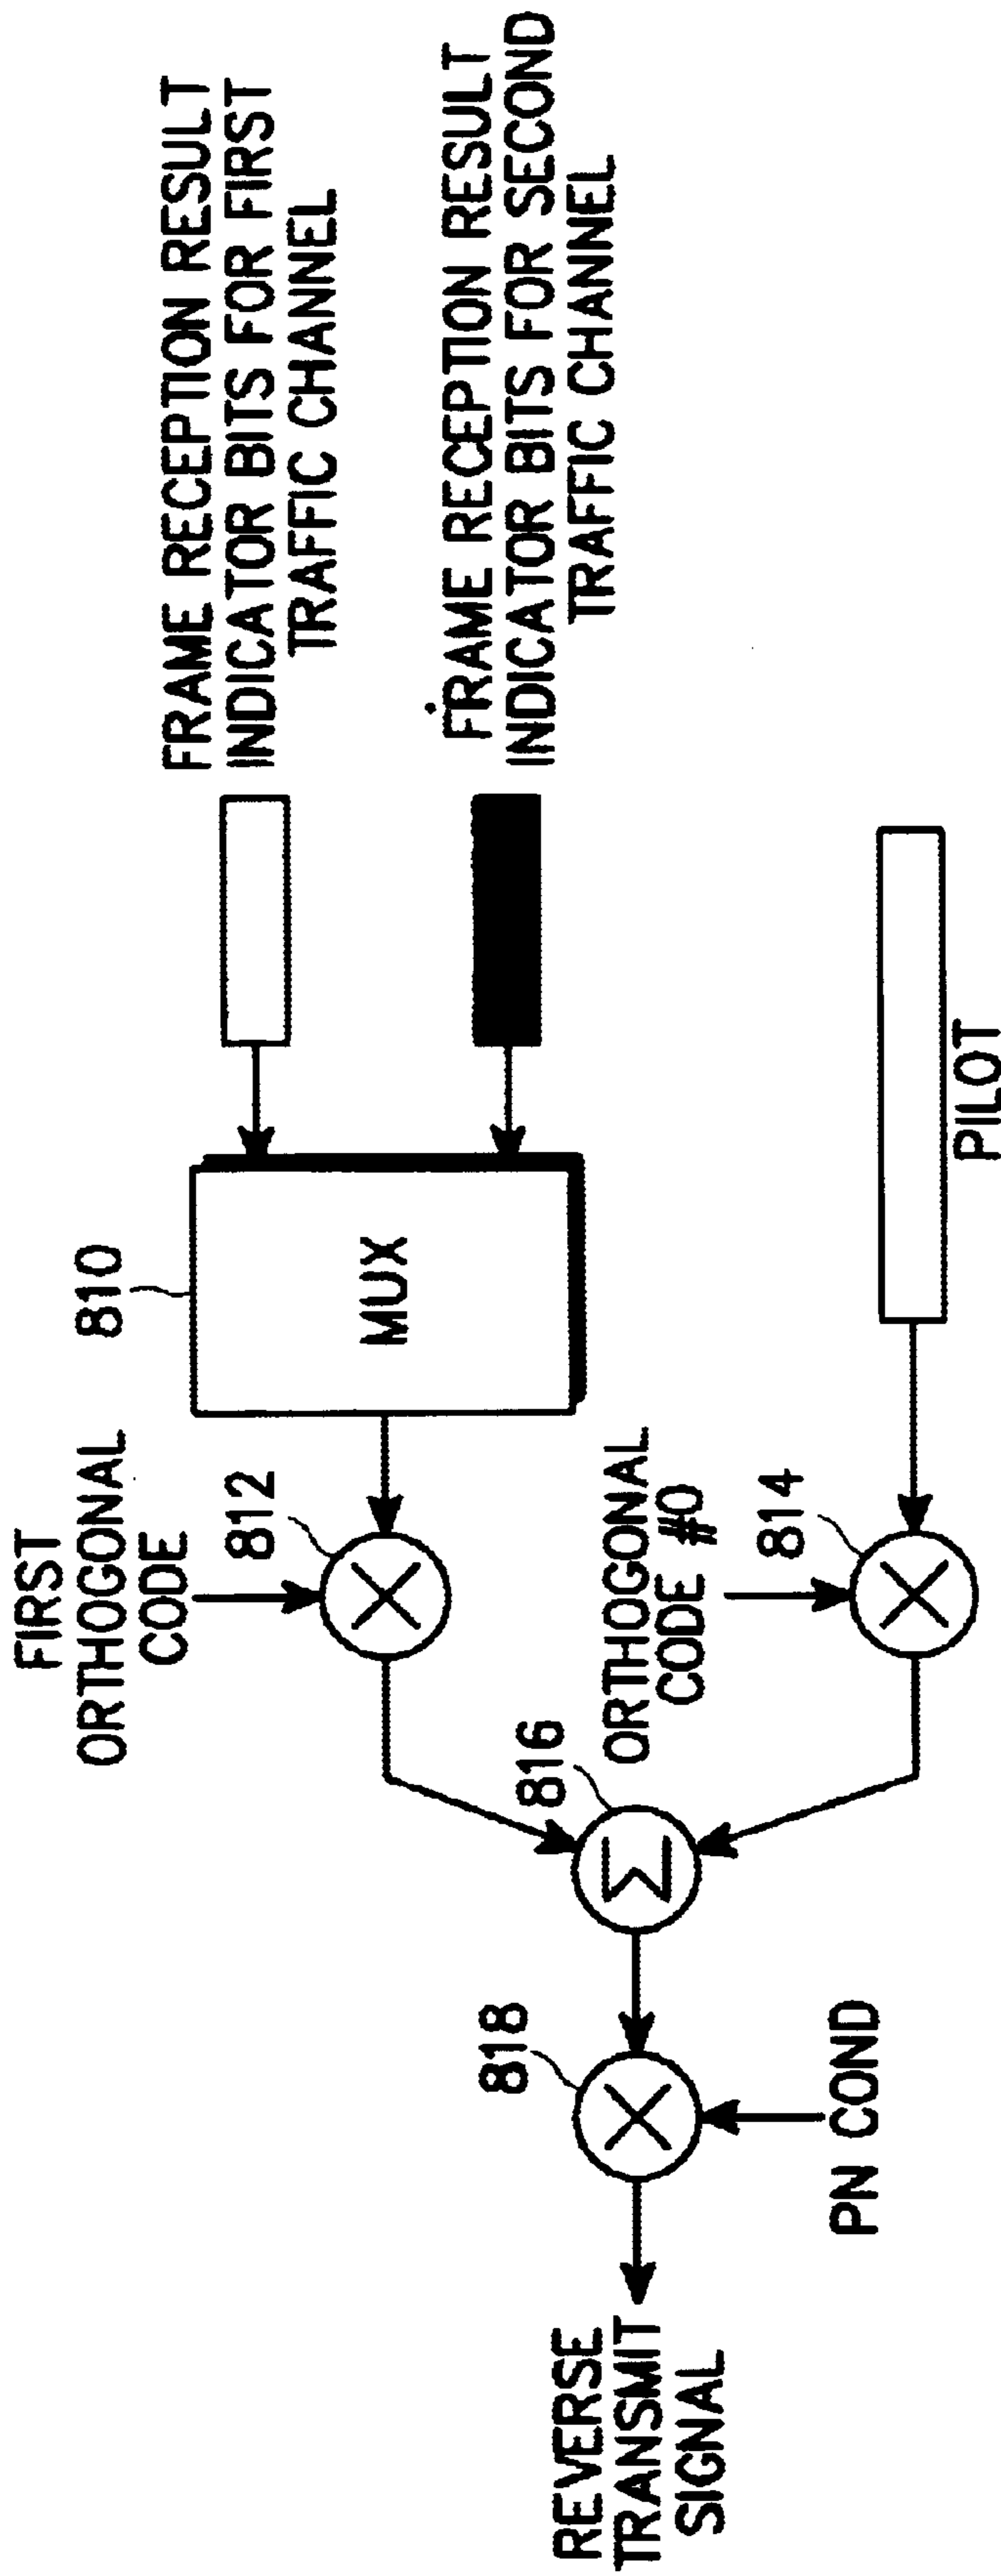 FIRST
ORTHOGONAL
CODE
812
810
MUX
FRAME RECEPTION RESULT
INDICATOR BITS FOR FIRST
TRAFFIC CHANNEL
FRAME RECEPTION RESULT
INDICATOR BITS FOR SECOND
TRAFFIC CHANNEL
REVERSE
TRANSMIT
SIGNAL
818
PN COND
816
Σ
ORTHOGONAL
CODE #0
814
PILOT